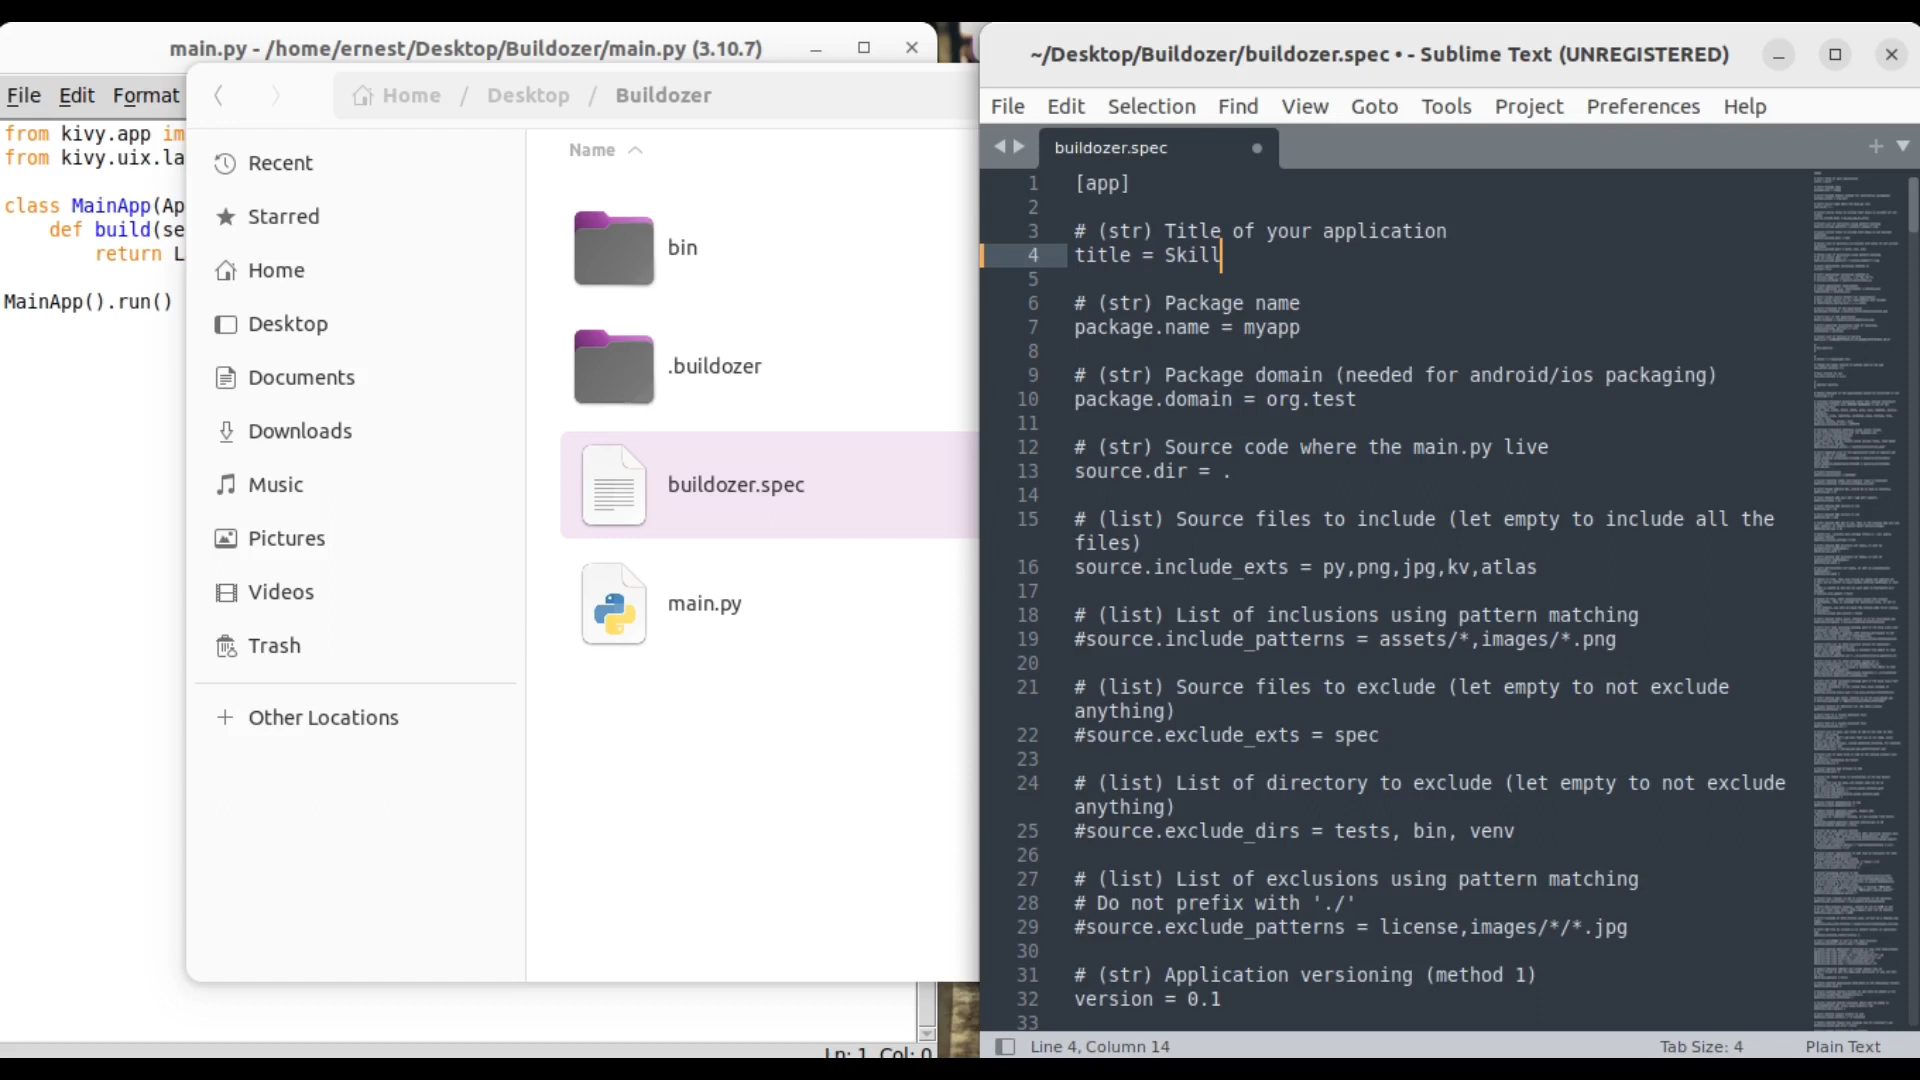 main.py - /home/ernest/Desktop/Buildozer/main.py (3.10.7)
File Edit Format
from kivy.app im
from kivy.uix.la
class MainApp(Ap
def build(se
return L
MainApp().run()
Ln: 1 Col: 0
Home / Desktop / Buildozer
Recent
Starred
Home
Desktop
Documents
Downloads
Music
Pictures
Videos
Trash
Other Locations
Name
bin
.buildozer
buildozer.spec
main.py
~/Desktop/Buildozer/buildozer.spec • - Sublime Text (UNREGISTERED)
File Edit Selection Find View Goto Tools Project Preferences Help
buildozer.spec
1 [app]
2
3 # (str) Title of your application
4 title = Skill
5
6 # (str) Package name
7 package.name = myapp
8
9 # (str) Package domain (needed for android/ios packaging)
10 package.domain = org.test
11
12 # (str) Source code where the main.py live
13 source.dir = .
14
15 # (list) Source files to include (let empty to include all the
files)
16 source.include_exts = py,png,jpg,kv,atlas
17
18 # (list) List of inclusions using pattern matching
19 #source.include_patterns = assets/*,images/*.png
20
21 # (list) Source files to exclude (let empty to not exclude
anything)
22 #source.exclude_exts = spec
23
24 # (list) List of directory to exclude (let empty to not exclude
anything)
25 #source.exclude_dirs = tests, bin, venv
26
27 # (list) List of exclusions using pattern matching
28 # Do not prefix with './'
29 #source.exclude_patterns = license,images/*/*.jpg
30
31 # (str) Application versioning (method 1)
32 version = 0.1
33
Line 4, Column 14
Tab Size: 4
Plain Text